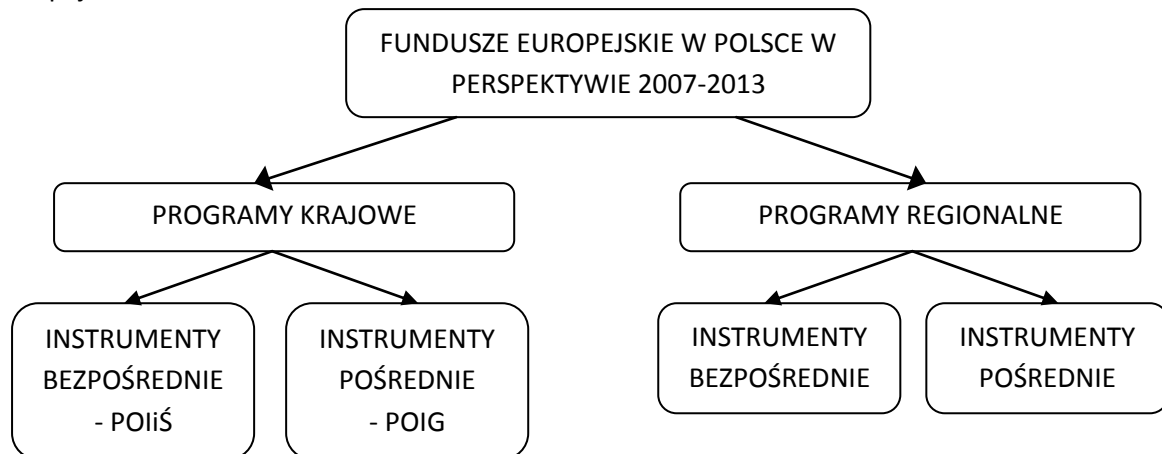 FUNDUSZE EUROPEJSKIE W POLSCE W
PERSPEKTYWIE 2007-2013
PROGRAMY KRAJOWE
PROGRAMY REGIONALNE
INSTRUMENTY
BEZPOŚREDNIE
- POIiŚ
INSTRUMENTY
POŚREDNIE
- POIG
INSTRUMENTY
BEZPOŚREDNIE
INSTRUMENTY
POŚREDNIE